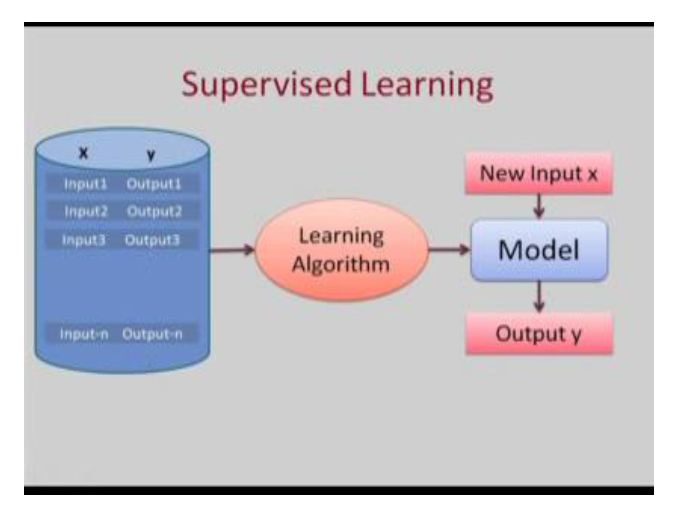 Supervised Learning
X y
Input1 Output1
Input2 Output2
Input3 Output3
Input-n Output-n
Learning
Algorithm
New Input x
Model
Output y